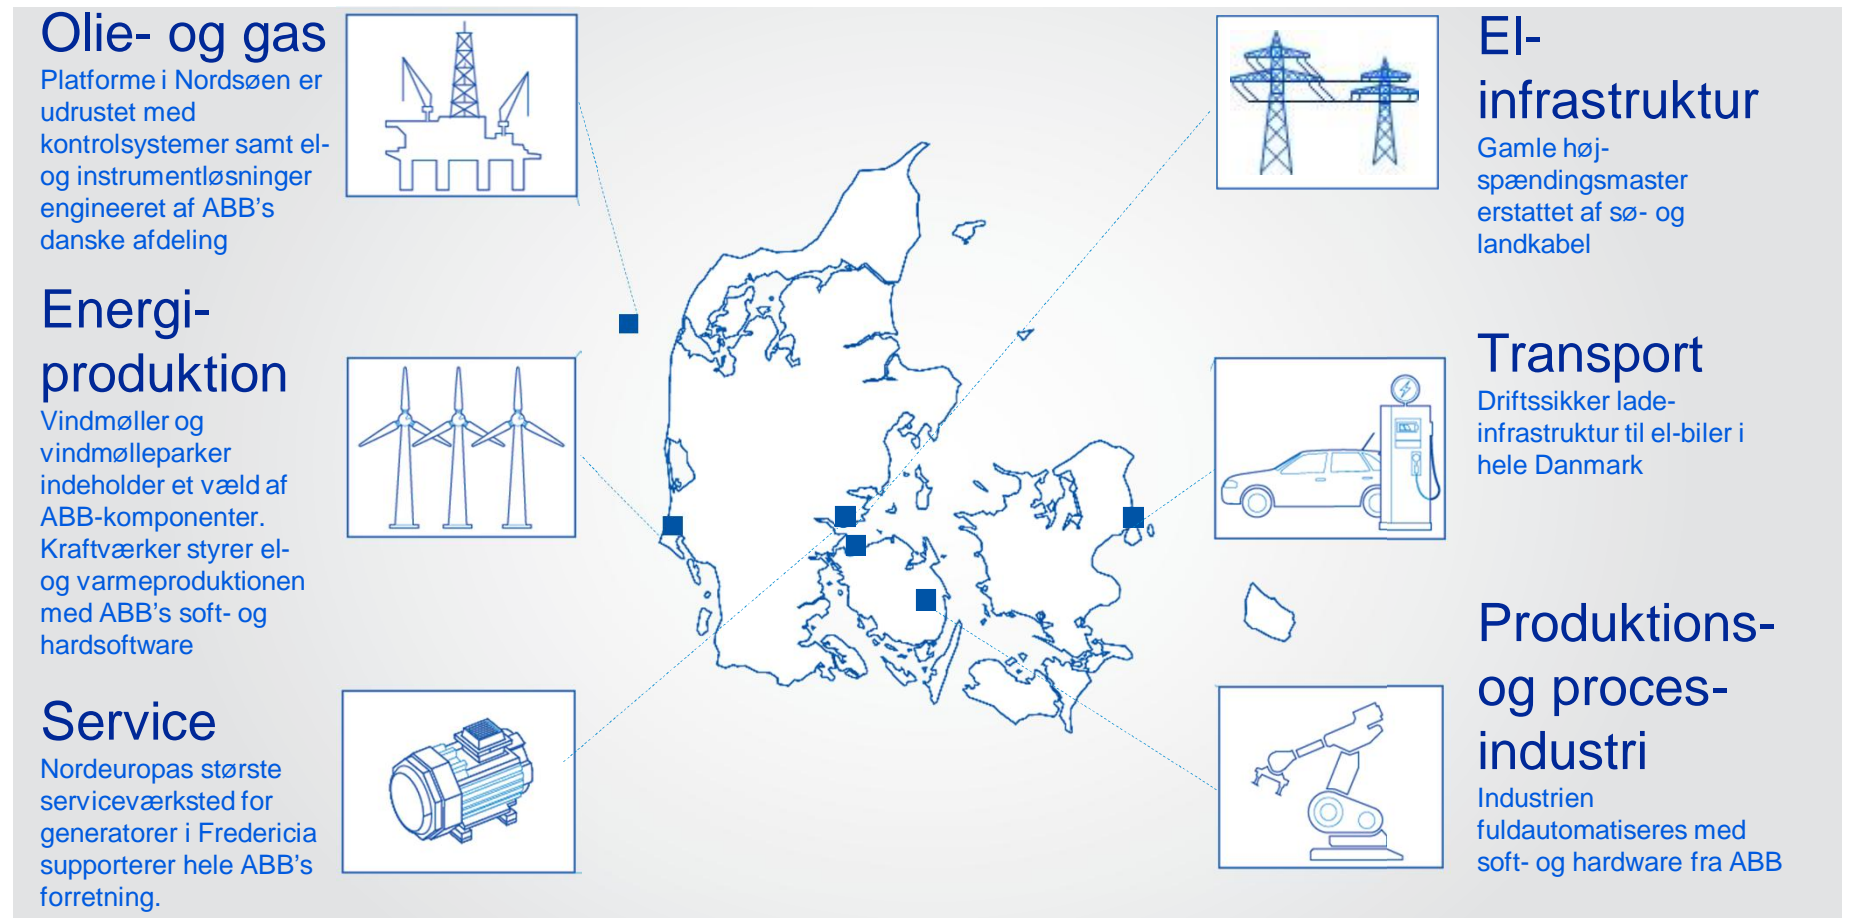 Olie- og gas
Platforme i Nordsøen er
udrustet med
kontrolsystemer samt el-
og instrumentløsninger
engineeret af ABB’s
danske afdeling
Energi-
produktion
Vindmøller og
vindmølleparker
indeholder et væld af
ABB-komponenter.
Kraftværker styrer el-
og varmeproduktionen
med ABB’s soft- og
hardsoftware
Service
Nordeuropas største
serviceværksted for
generatorer i Fredericia
supporterer hele ABB’s
forretning.
El-
infrastruktur
Gamle høj-
spændingsmaster
erstattet af sø- og
landkabel
Transport
Driftssikker lade-
infrastruktur til el-biler i
hele Danmark
Produktions-
og proces-
industri
Industrien
fuldautomatiseres med
soft- og hardware fra ABB